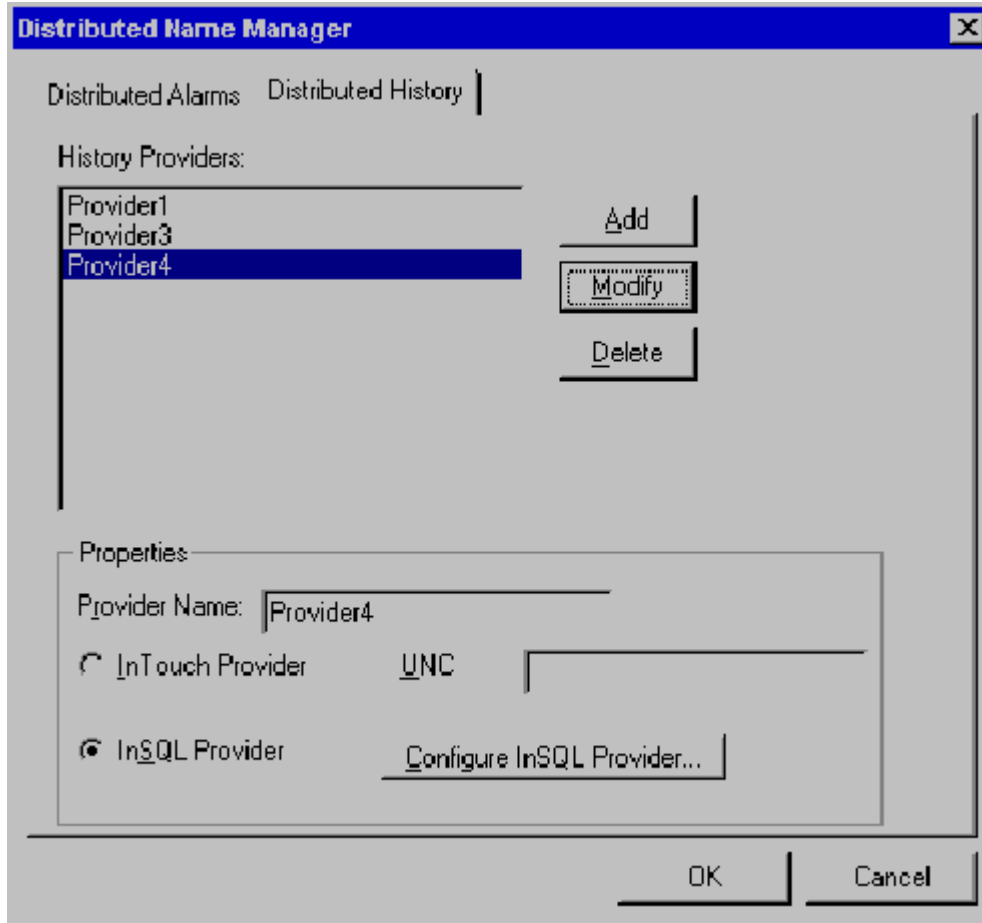 Distributed Name Manager
Distributed Alarms Distributed History
History Providers:
Provider1
Provider3
Provider4
Add
Modify
Delete
Properties
Provider Name: Provider4
InTouch Provider UNC
InSQL Provider Configure InSQL Provider...
OK Cancel